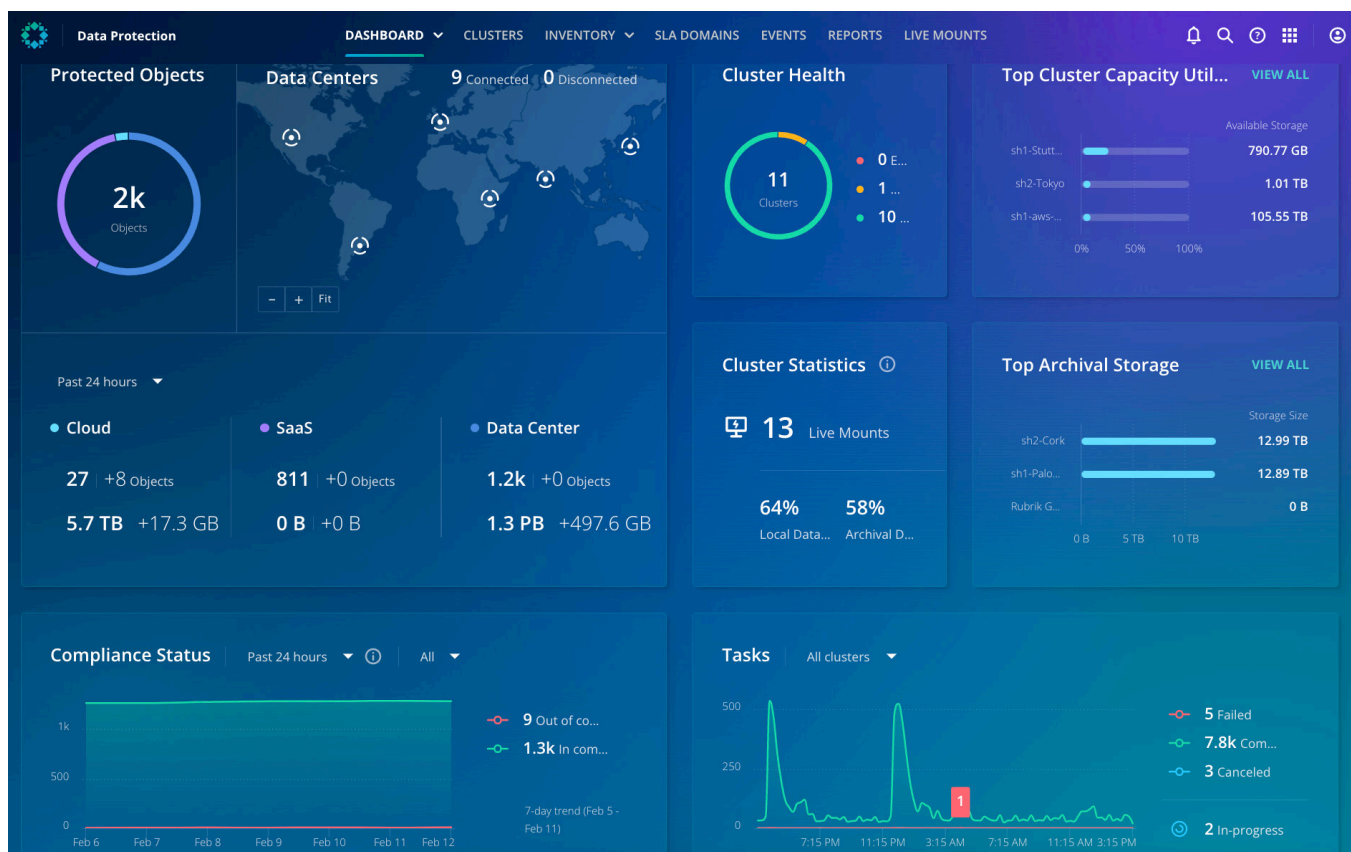 Data Protection
DASHBOARD CLUSTERS INVENTORY SLA DOMAINS EVENTS REPORTS LIVE MOUNTS
Protected Objects
2k
Objects
Data Centers
9 Connected 0 Disconnected
- + Fit
Past 24 hours
Cloud
27 +8 Objects
5.7 TB +17.3 GB
SaaS
811 +0 Objects
0 B +0 B
Data Center
1.2k +0 Objects
1.3 PB +497.6 GB
Cluster Health
11
Clusters
0 E...
1 ...
10 ...
Top Cluster Capacity Util... VIEW ALL
Available Storage
sh1-Stutt... 790.77 GB
sh2-Tokyo 1.01 TB
sh1-aws-... 105.55 TB
0% 50% 100%
Cluster Statistics
13 Live Mounts
64% 58%
Local Data... Archival D...
Top Archival Storage VIEW ALL
Storage Size
sh2-Cork 12.99 TB
sh1-Palo... 12.89 TB
Rubrik G... 0 B
0 B 5 TB 10 TB
Compliance Status Past 24 hours All
1k
500
0
Feb 6 Feb 7 Feb 8 Feb 9 Feb 10 Feb 11 Feb 12
9 Out of co...
1.3k In com...
7-day trend (Feb 5 -
Feb 11)
Tasks All clusters
500
250
0
1
7:15 PM 11:15 PM 3:15 AM 7:15 AM 11:15 AM 3:15 PM
5 Failed
7.8k Com...
3 Canceled
2 In-progress